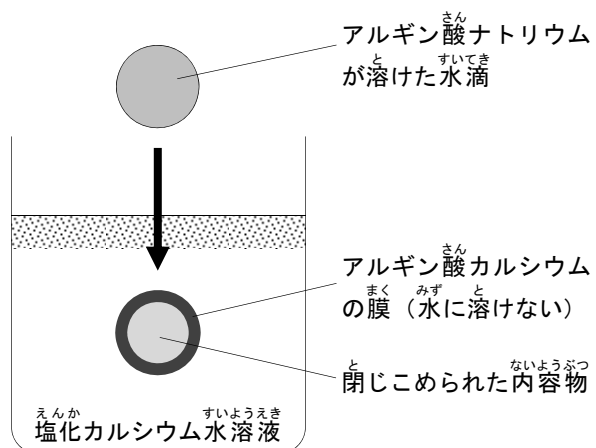 アルギン酸ナトリウム
が溶けた水滴
アルギン酸カルシウム
の膜（水に溶けない）
閉じこめられた内容物
塩化カルシウム水溶液